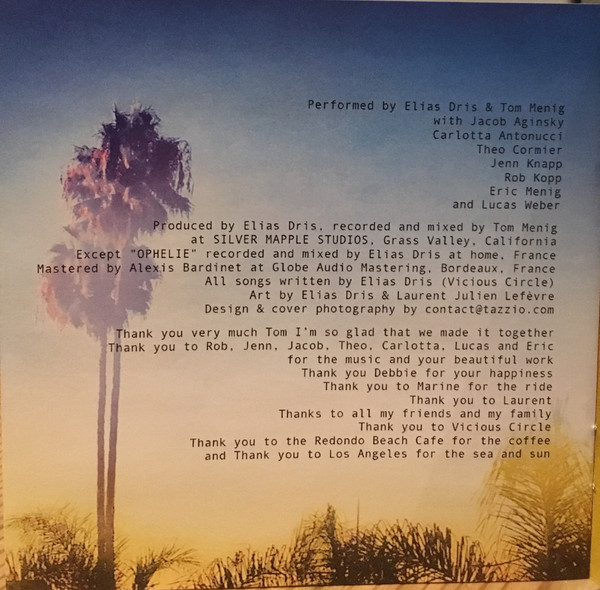 Performed by Elias Dris & Tom Menig
with Jacob Aginsky
Carlotta Antonucci
Theo Cormier
Jenn Knapp
Rob Kopp
Eric Menig
and Lucas Weber
Produced by Elias Dris, recorded and mixed by Tom Menig
at SILVER MAPPLE STUDIOS, Grass Valley, California
Except "OPHELIE" recorded and mixed by Elias Dris at home, France
Mastered by Alexis Bardinet at Globe Audio Mastering, Bordeaux, France
All songs written by Elias Dris (Vicious Circle)
Art by Elias Dris & Laurent Julien Lefèvre
Design & cover photography by contact@tazzio.com
Thank you very much Tom I'm so glad that we made it together
Thank you to Rob, Jenn, Jacob, Theo, Carlotta, Lucas and Eric
for the music and your beautiful work
Thank you Debbie for your happiness
Thank you to Marine for the ride
Thank you to Laurent
Thanks to all my friends and my family
Thank you to Vicious Circle
Thank you to the Redondo Beach Cafe for the coffee
and Thank you to Los Angeles for the sea and sun